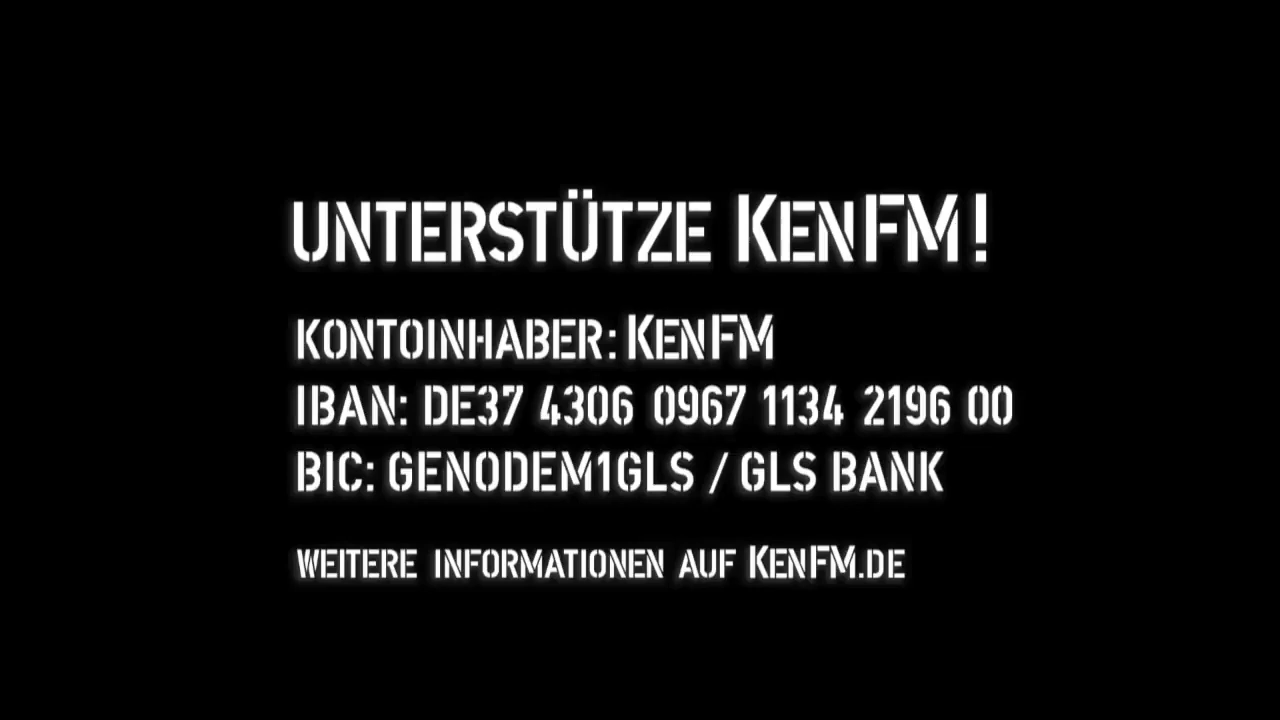 UNTERSTÜTZE KENFM!
KONTOINHABER: KENFM
IBAN: DE37 4306 0967 1134 2196 00
BIC: GENODEM1GLS / GLS BANK
WEITERE INFORMATIONEN AUF KENFM.DE